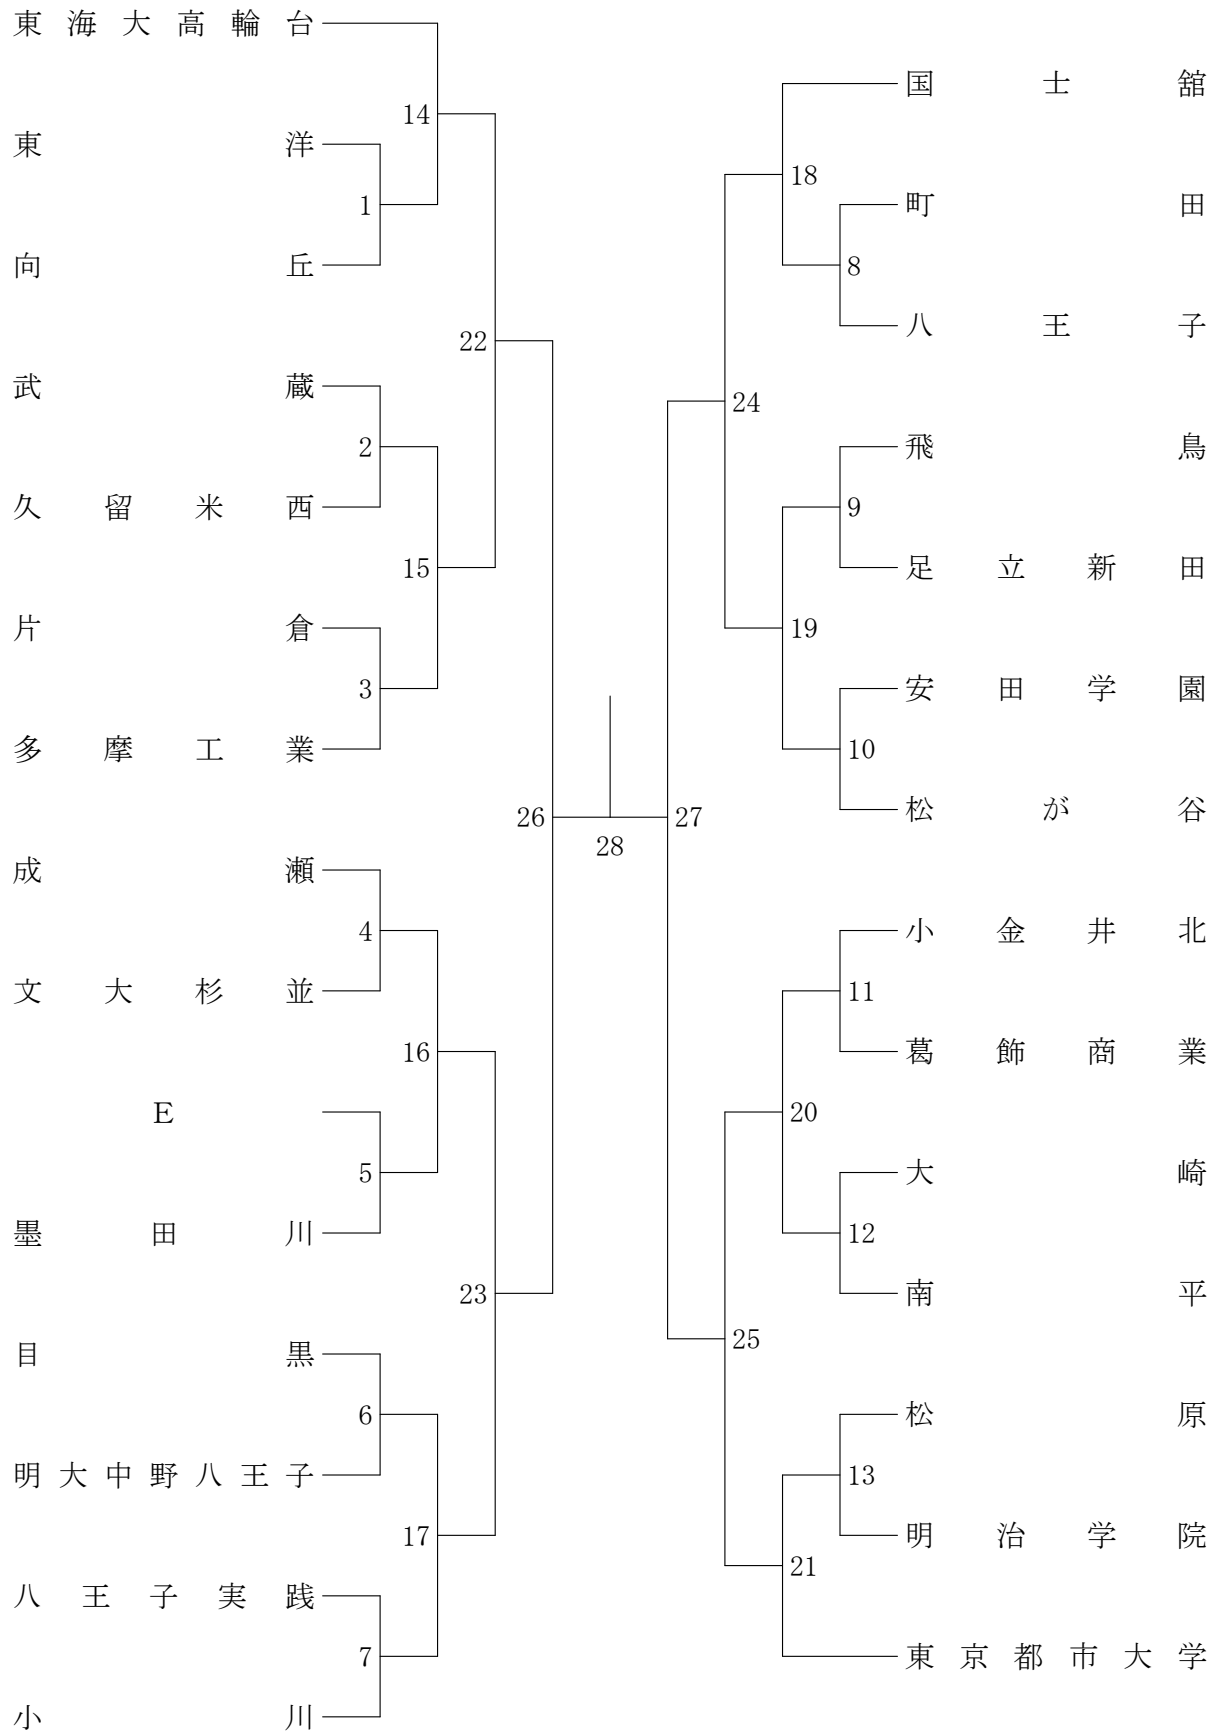 東海大高輪台
14
東洋
1
向丘
22
武蔵
2
久留米西
15
片倉
3
多摩工業
26
成瀬
4
文大杉並
16
E
5
墨田川
23
目黒
6
明大中野八王子
17
八王子実践
7
小川
28
国士舘
18
町田
8
八王子
24
飛鳥
9
足立新田
19
安田学園
10
松が谷
27
小金井北
11
葛飾商業
20
大崎
12
南平
25
松原
13
明治学院
21
東京都市大学